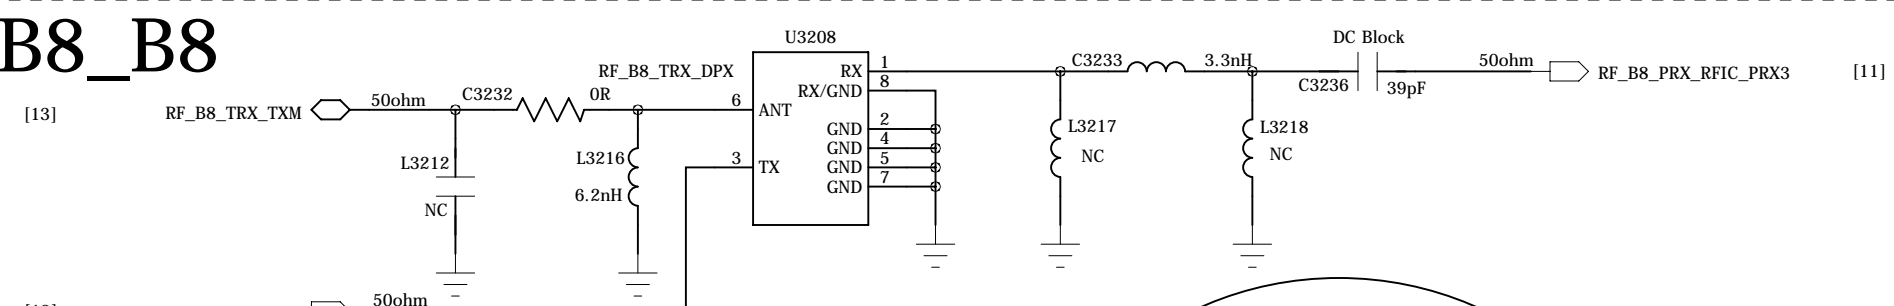 B8_B8
U3208
DC Block
RF_B8_TRX_DPX
RX
1
C3233
3.3nH
50ohm
RF_B8_PRX_RFIC_PRX3
[11]
RX/GND
8
C3236
39pF
[13]
RF_B8_TRX_TXM
50ohm
C3232
0R
6
ANT
GND
2
L3217
L3218
GND
4
L3212
L3216
3
TX
GND
5
NC
NC
GND
7
6.2nH
NC
50ohm